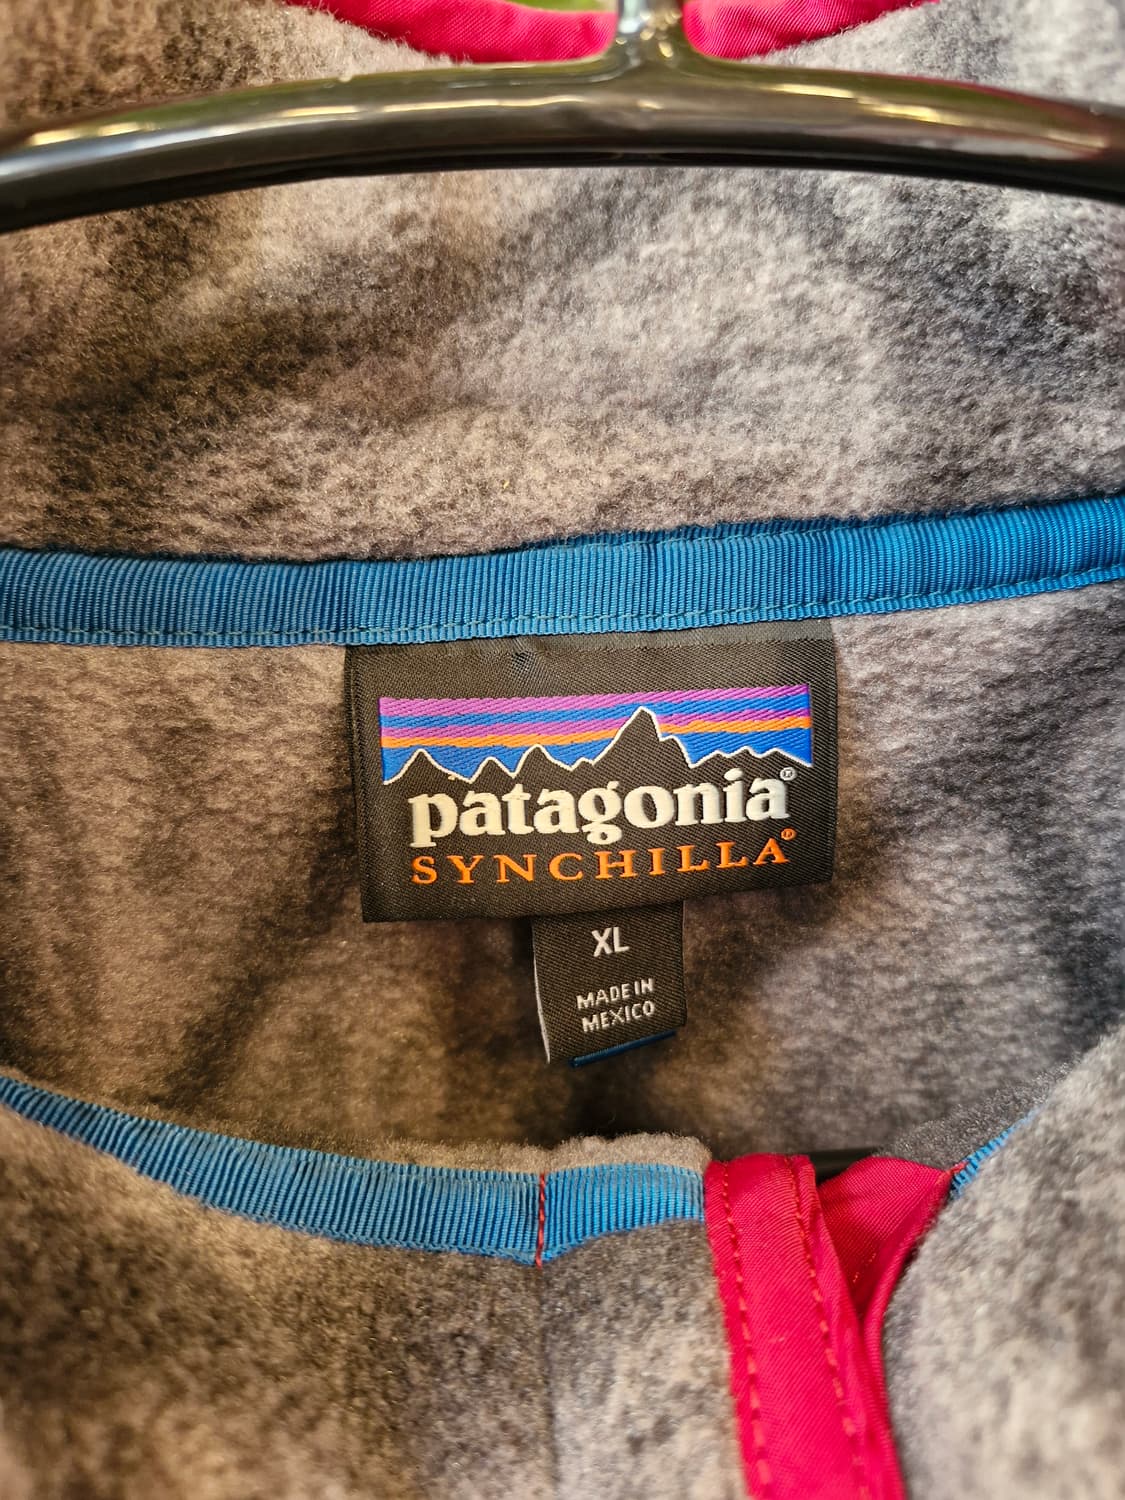 patagonia®
SYNCHILLA®
XL
MADE IN
MEXICO